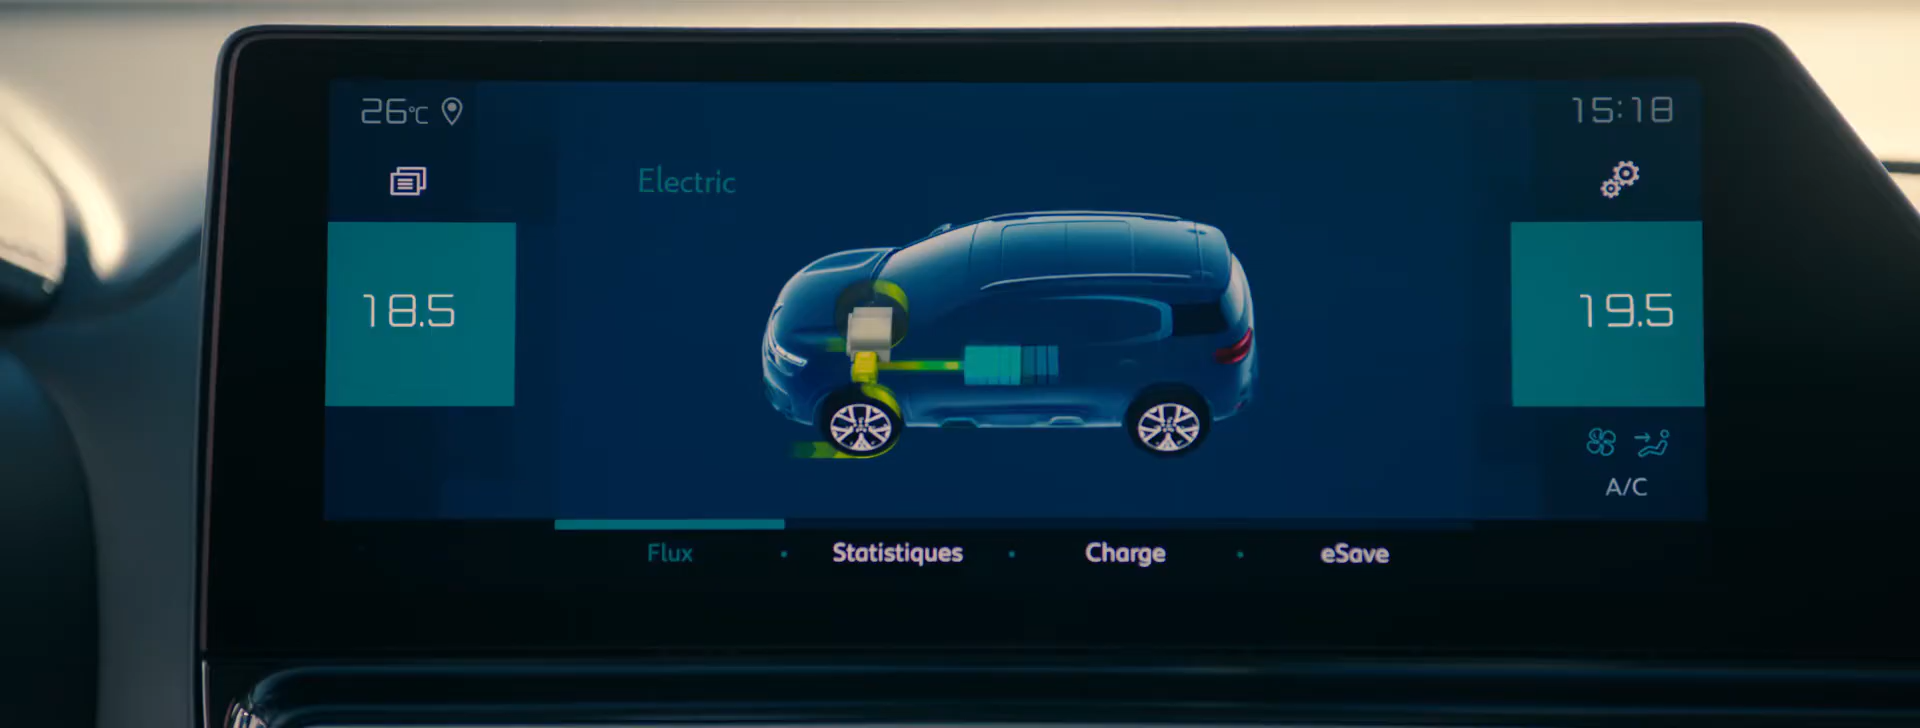 26°C
15:18
Electric
18.5
19.5
A/C
Flux · Statistiques · Charge · eSave